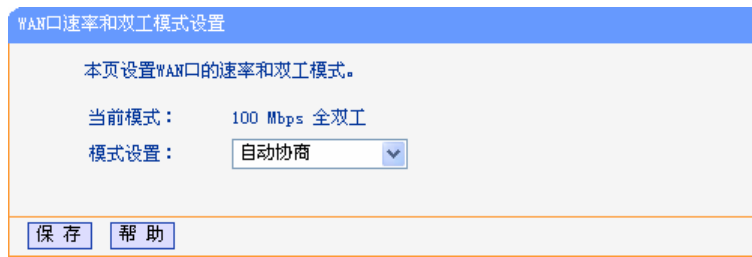 WAN口速率和双工模式设置
本页设置WAN口的速率和双工模式。
当前模式： 100 Mbps 全双工
模式设置： 自动协商
保 存 帮 助